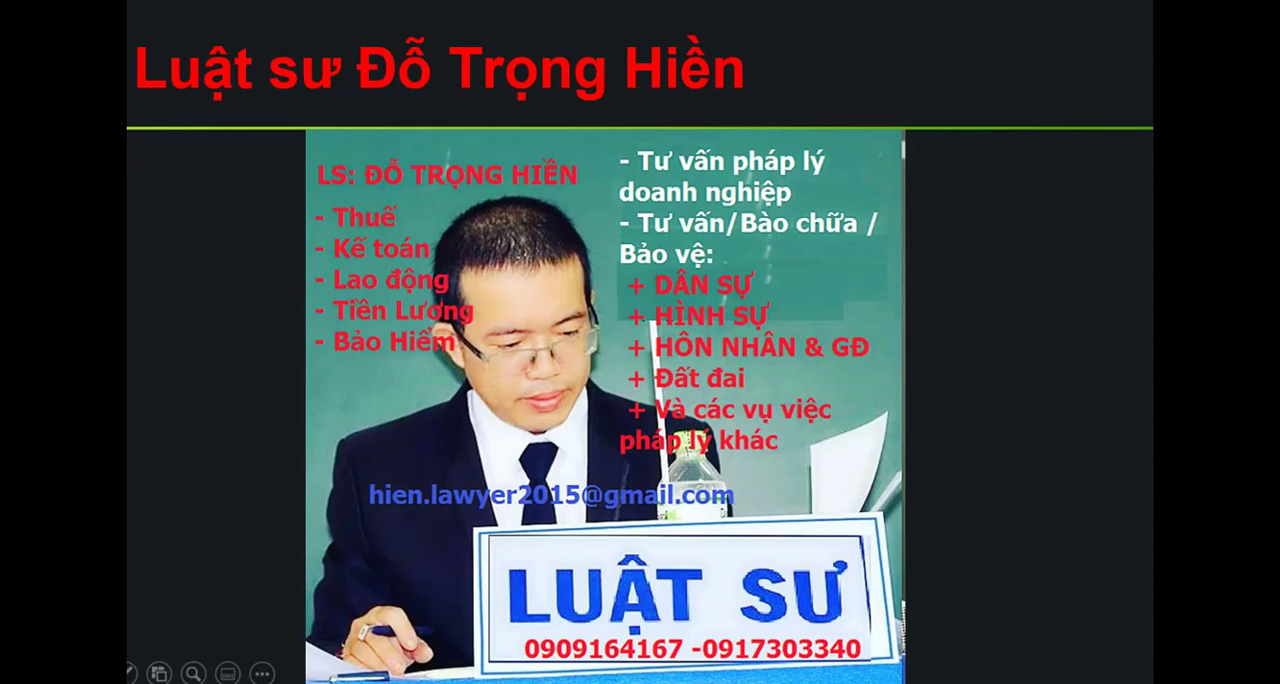 Luật sư Đỗ Trọng Hiền
LS: ĐỖ TRỌNG HIỀN
- Thuế
- Kế toán
- Lao động
- Tiền Lương
- Bảo Hiểm
- Tư vấn pháp lý
doanh nghiệp
- Tư vấn/Bào chữa /
Bảo vệ:
+ DÂN SỰ
+ HÌNH SỰ
+ HÔN NHÂN & GĐ
+ Đất đai
+ Và các vụ việc
pháp lý khác
hien.lawyer2015@gmail.com
LUẬT SƯ
0909164167 -0917303340